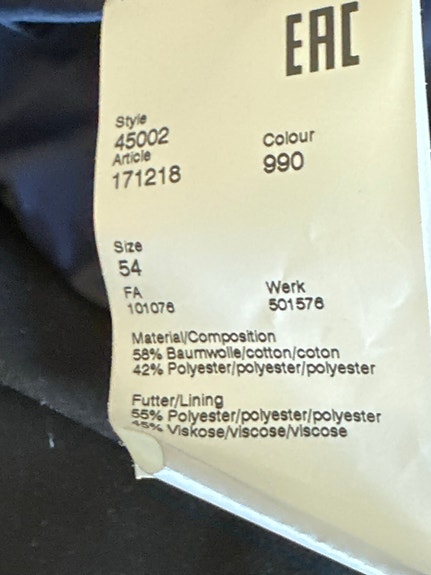 EAC
Style
45002
Article
171218
Colour
990
Size
54
FA
101076
Werk
501576
Material/Composition
58% Baumwolle/cotton/coton
42% Polyester/polyester/polyester
Futter/Lining
55% Polyester/polyester/polyester
45% Viskose/viscose/viscose